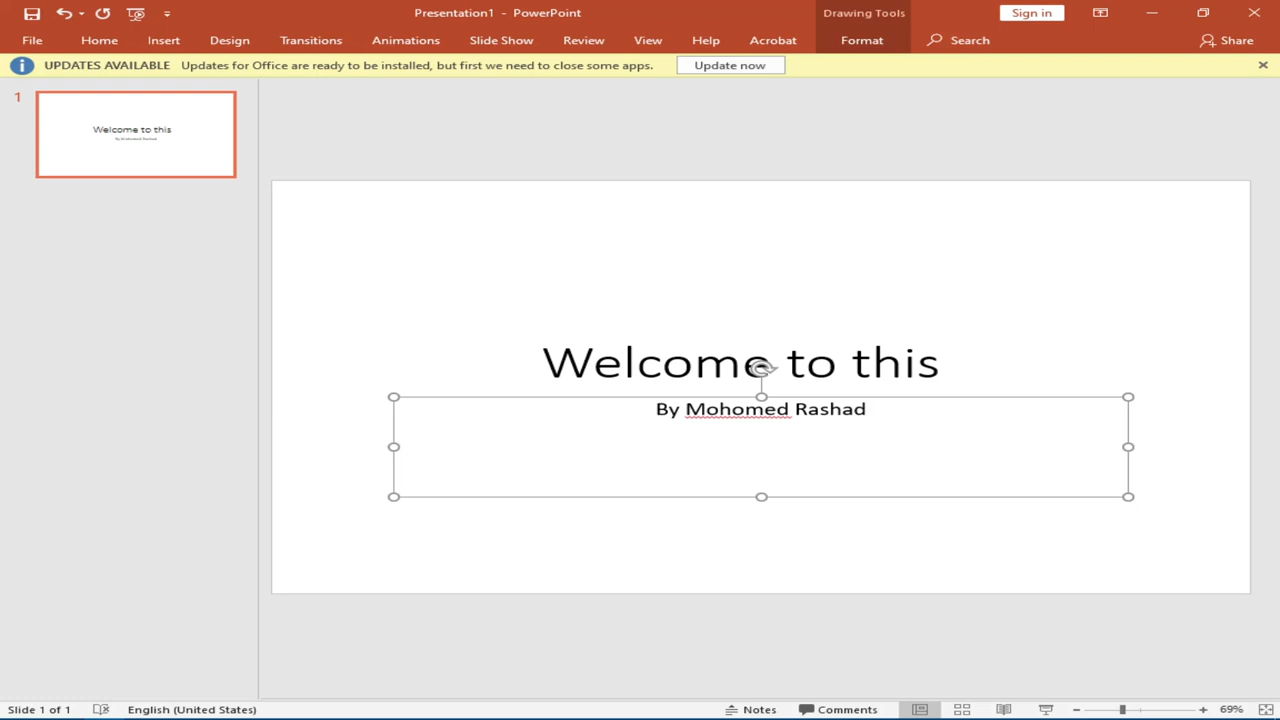 Presentation1 - PowerPoint
Drawing Tools
Sign in
File Home Insert Design Transitions Animations Slide Show Review View Help Acrobat Format Search Share
UPDATES AVAILABLE Updates for Office are ready to be installed, but first we need to close some apps. Update now
1
Welcome to this
By Mohomed Rashad
Welcome to this
By Mohomed Rashad
Slide 1 of 1 English (United States) Notes Comments 69%